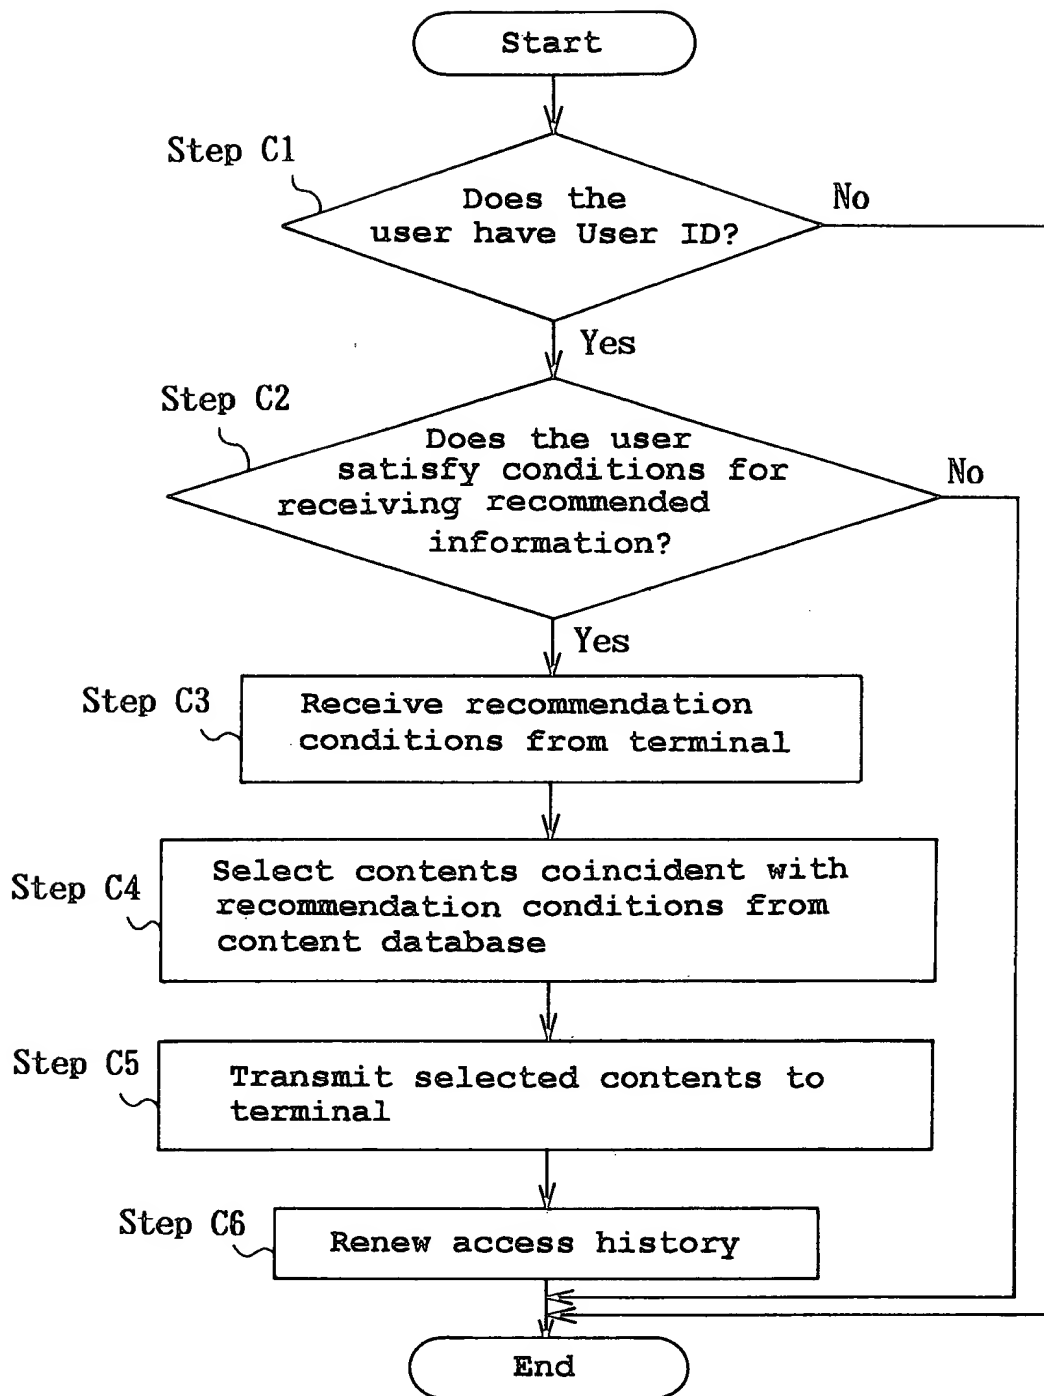 Start
Step C1
Does the
user have User ID?
No
Yes
Step C2
Does the user
satisfy conditions for
receiving recommended
information?
No
Yes
Step C3
Receive recommendation
conditions from terminal
Step C4
Select contents coincident with
recommendation conditions from
content database
Step C5
Transmit selected contents to
terminal
Step C6
Renew access history
End